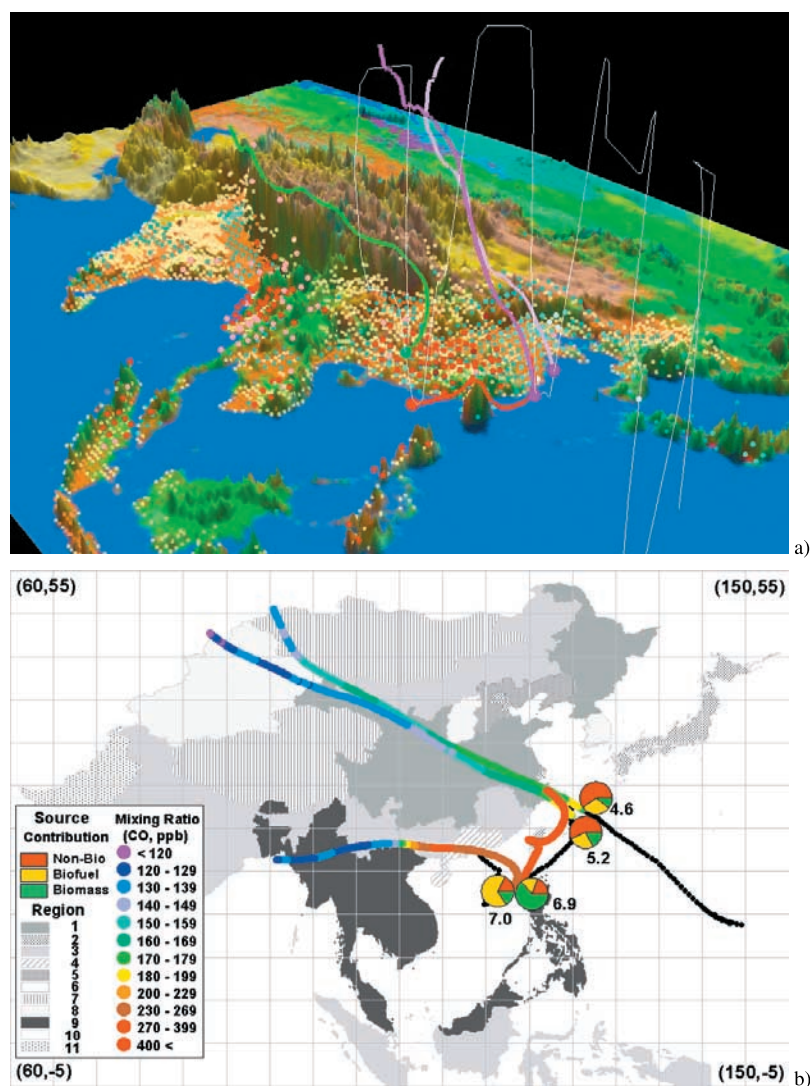 a)
(60,55) (150,55)
4.6
5.2
7.0 6.9
Source
Contribution
Non-Bio
Biofuel
Biomass
Region
1
2
3
4
5
6
7
8
9
10
11
Mixing Ratio
(CO, ppb)
< 120
120 - 129
130 - 139
140 - 149
150 - 159
160 - 169
170 - 179
180 - 199
200 - 229
230 - 269
270 - 399
400 <
(60,-5) (150,-5)
b)